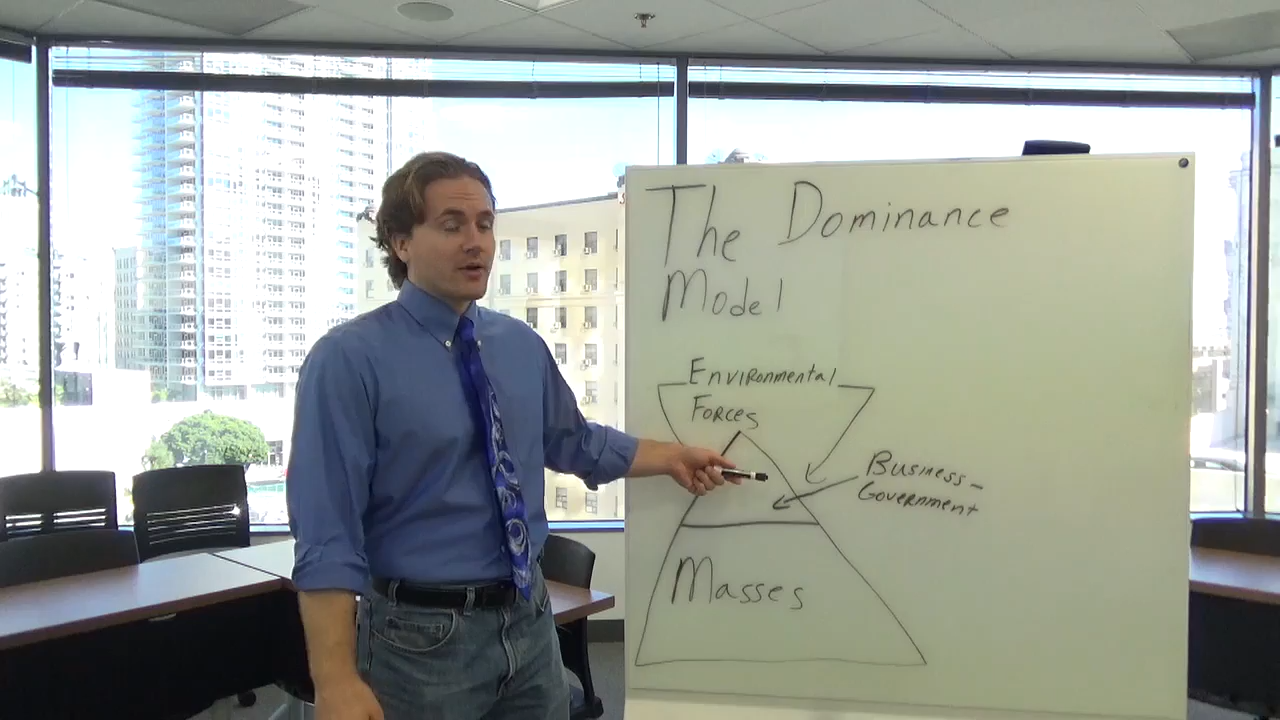 The Dominance
Model
Environmental
Forces
Business-
Government
Masses